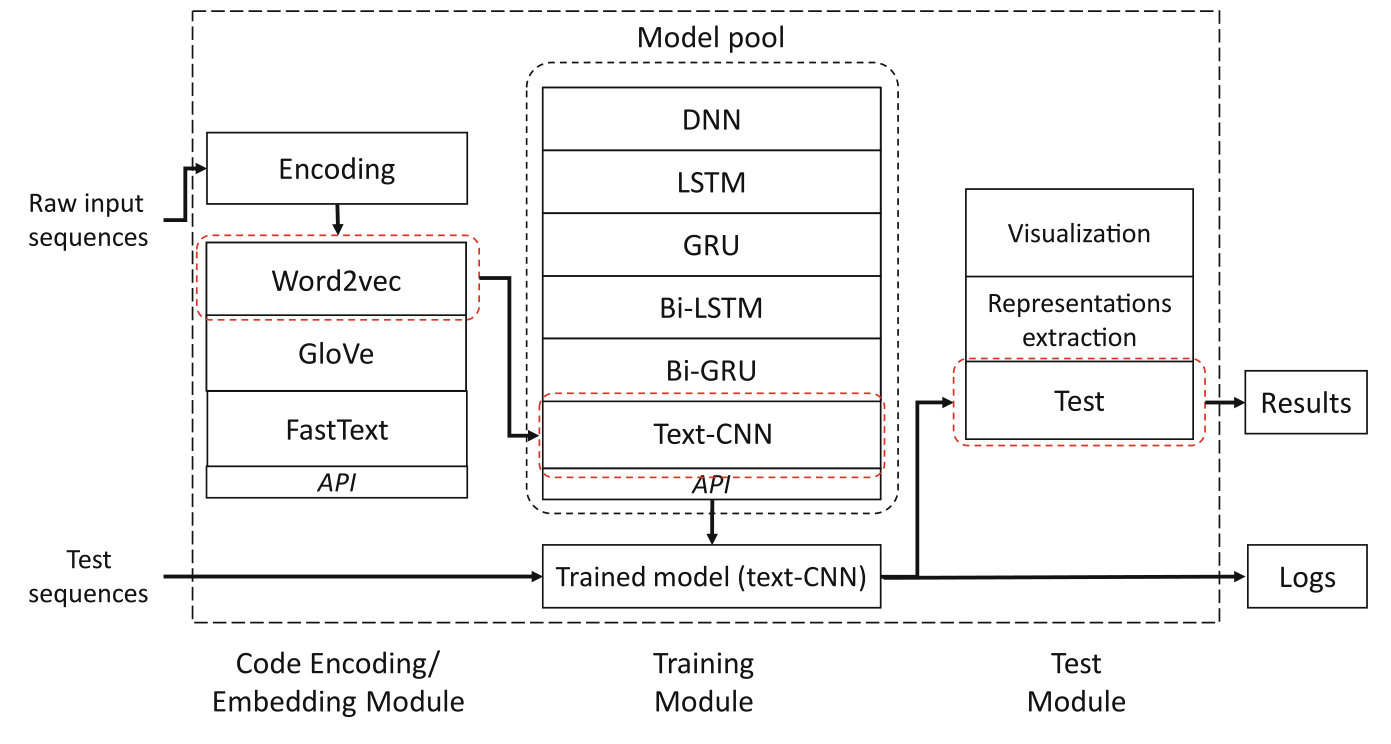 Model pool
Raw input
sequences
Encoding
Word2vec
GloVe
FastText
API
DNN
LSTM
GRU
Bi-LSTM
Bi-GRU
Text-CNN
API
Visualization
Representations
extraction
Test
Results
Test
sequences
Trained model (text-CNN)
Logs
Code Encoding/
Embedding Module
Training
Module
Test
Module